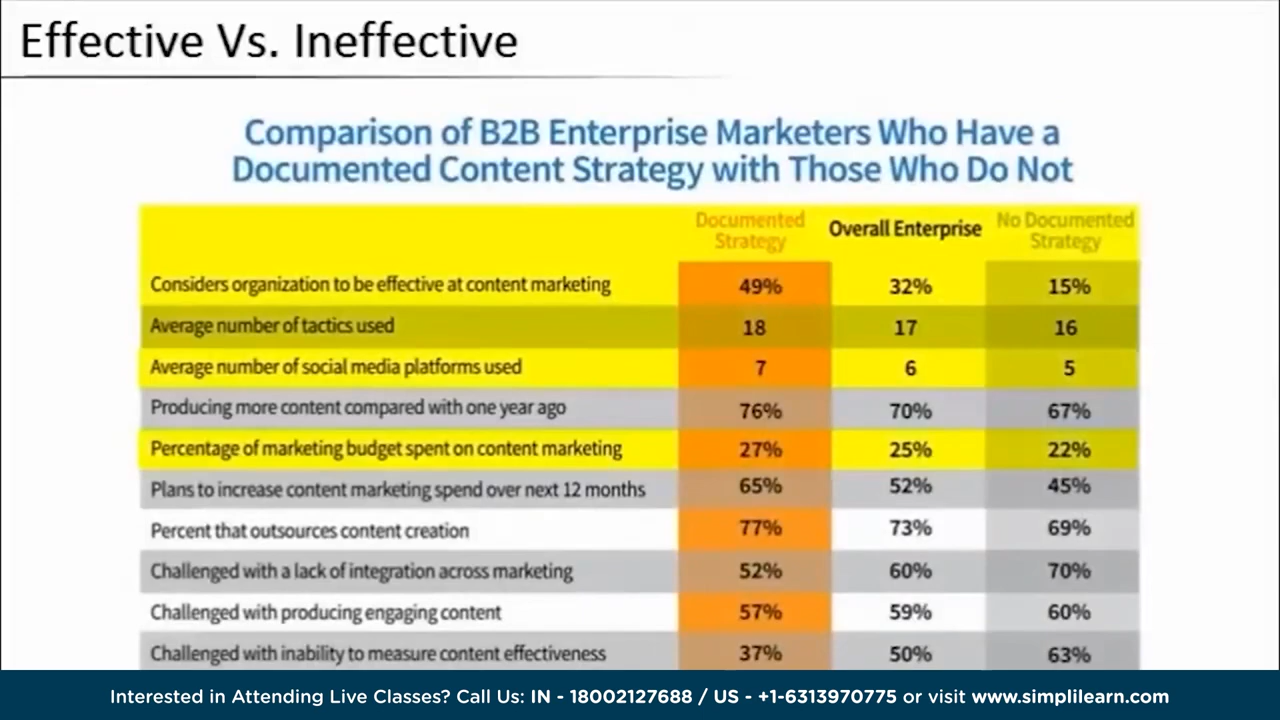 Effective Vs. Ineffective
Comparison of B2B Enterprise Marketers Who Have a
Documented Content Strategy with Those Who Do Not
Documented Strategy Overall Enterprise No Documented Strategy
Considers organization to be effective at content marketing 49% 32% 15%
Average number of tactics used 18 17 16
Average number of social media platforms used 7 6 5
Producing more content compared with one year ago 76% 70% 67%
Percentage of marketing budget spent on content marketing 27% 25% 22%
Plans to increase content marketing spend over next 12 months 65% 52% 45%
Percent that outsources content creation 77% 73% 69%
Challenged with a lack of integration across marketing 52% 60% 70%
Challenged with producing engaging content 57% 59% 60%
Challenged with inability to measure content effectiveness 37% 50% 63%
Interested in Attending Live Classes? Call Us: IN - 18002127688 / US - +1-6313970775 or visit www.simplilearn.com